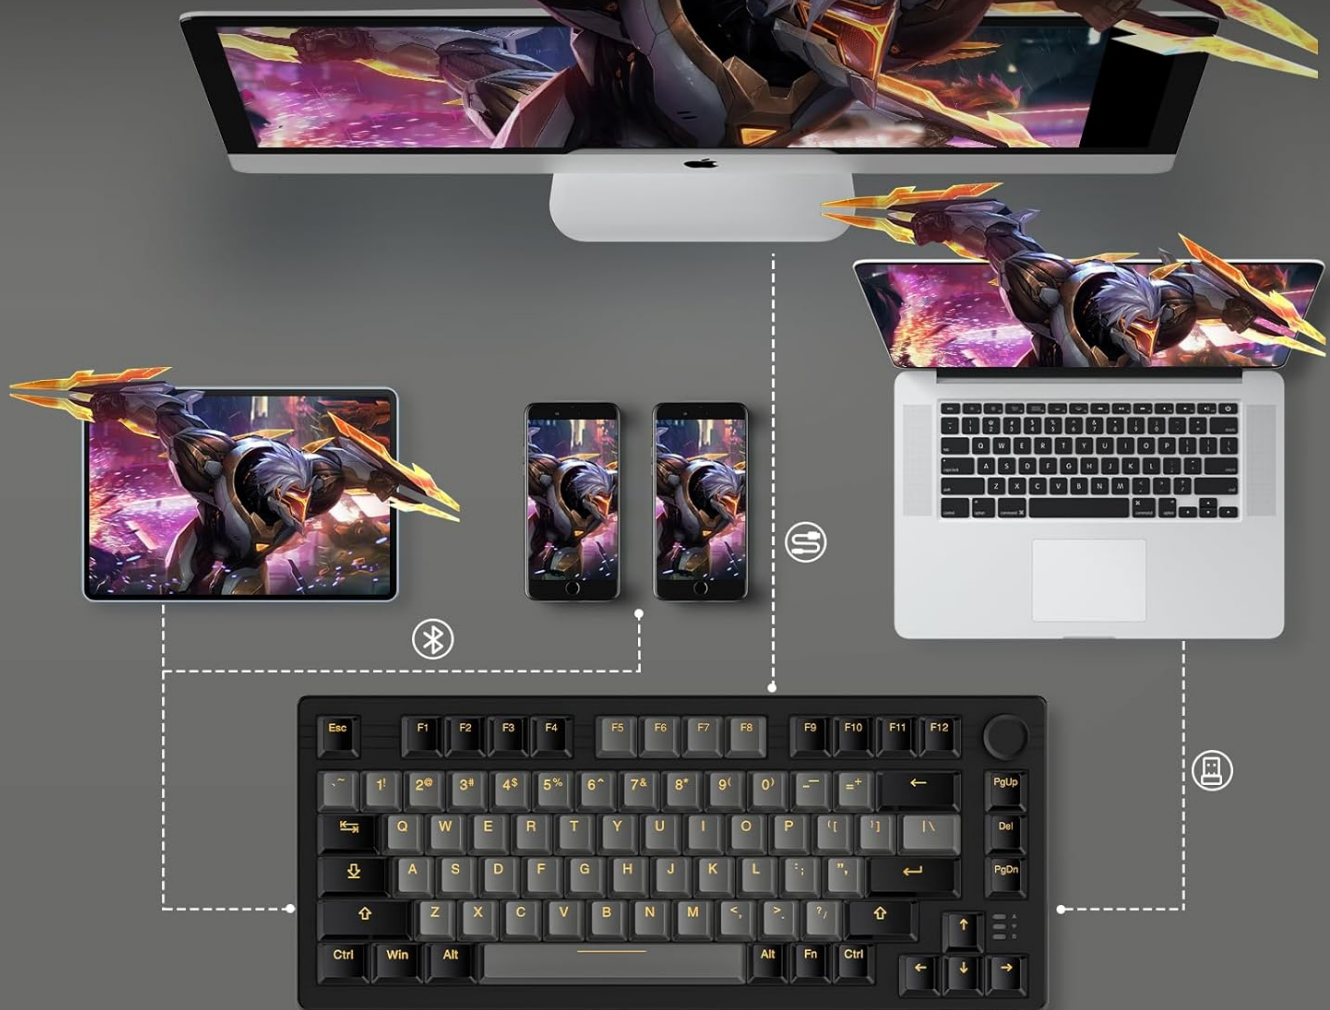 Esc F1 F2 F3 F4 F5 F6 F7 F8 F9 F10 F11 F12
`~ 1! 2@ 3# 4$ 5% 6^ 7& 8* 9( 0) -_ =+ ← PgUp
Q W E R T Y U I O P {[ }] |\ Del
A S D F G H J K L :; ", ↵ PgDn
⇧ Z X C V B N M <, >. ?/ ⇧ ↑
Ctrl Win Alt Alt Fn Ctrl ← ↓ →
Q W E R T Y U I O P
A S D F G H J K L
Z X C V B N M